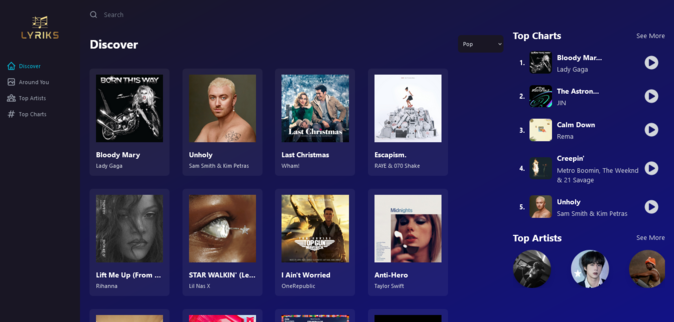 LYRIKS
Discover
Around You
Top Artists
Top Charts
Search
Discover
Pop
BORN THIS WAY
Bloody Mary
Lady Gaga
Unholy
Sam Smith & Kim Petras
Last Christmas
Last Christmas
Wham!
Escapism.
RAYE & 070 Shake
Lift Me Up (From ...
Rihanna
STAR WALKIN' (Le...
Lil Nas X
TOP GUN
I Ain't Worried
OneRepublic
Midnights
Anti-Hero
Taylor Swift
Top Charts
See More
1.
Bloody Mar...
Lady Gaga
2.
The Astron...
JIN
3.
Calm Down
Rema
4.
Creepin'
Metro Boomin, The Weeknd
& 21 Savage
5.
Unholy
Sam Smith & Kim Petras
Top Artists
See More